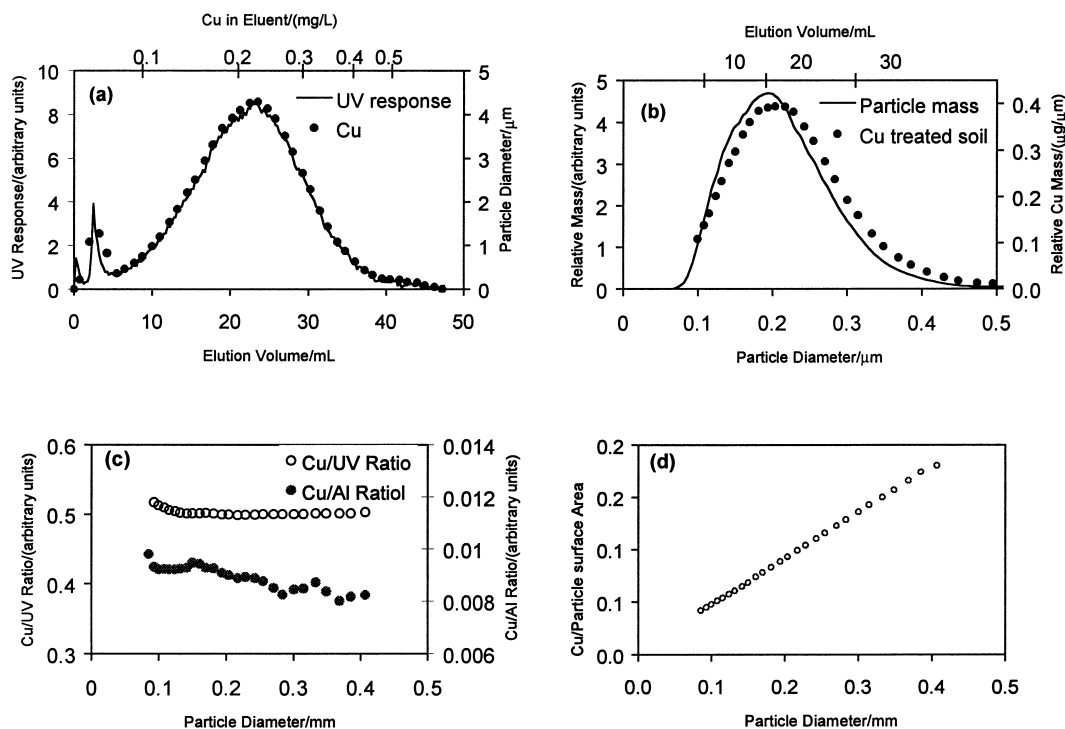 Cu in Eluent/(mg/L)
0.1 0.2 0.3 0.4 0.5
(a)
UV response
Cu
10
8
6
4
2
0
UV Response/(arbitrary units)
5
4
3
2
1
0
Particle Diameter/μm
0 10 20 30 40 50
Elution Volume/mL
Elution Volume/mL
10 20 30
(b)
Particle mass
Cu treated soil
5
4
3
2
1
0
Relative Mass/(arbitrary units)
0.4
0.3
0.2
0.1
0.0
Relative Cu Mass/(μg/μm)
0 0.1 0.2 0.3 0.4 0.5
Particle Diameter/μm
(c)
Cu/UV Ratio
Cu/Al Ratiol
0.6
0.5
0.4
0.3
Cu/UV Ratio/(arbitrary units)
0.014
0.012
0.01
0.008
0.006
Cu/Al Ratio/(arbitrary units)
0 0.1 0.2 0.3 0.4 0.5
Particle Diameter/mm
(d)
0.2
0.2
0.1
0.1
0.0
Cu/Particle surface Area
0.0 0.1 0.2 0.3 0.4 0.5
Particle Diameter/mm